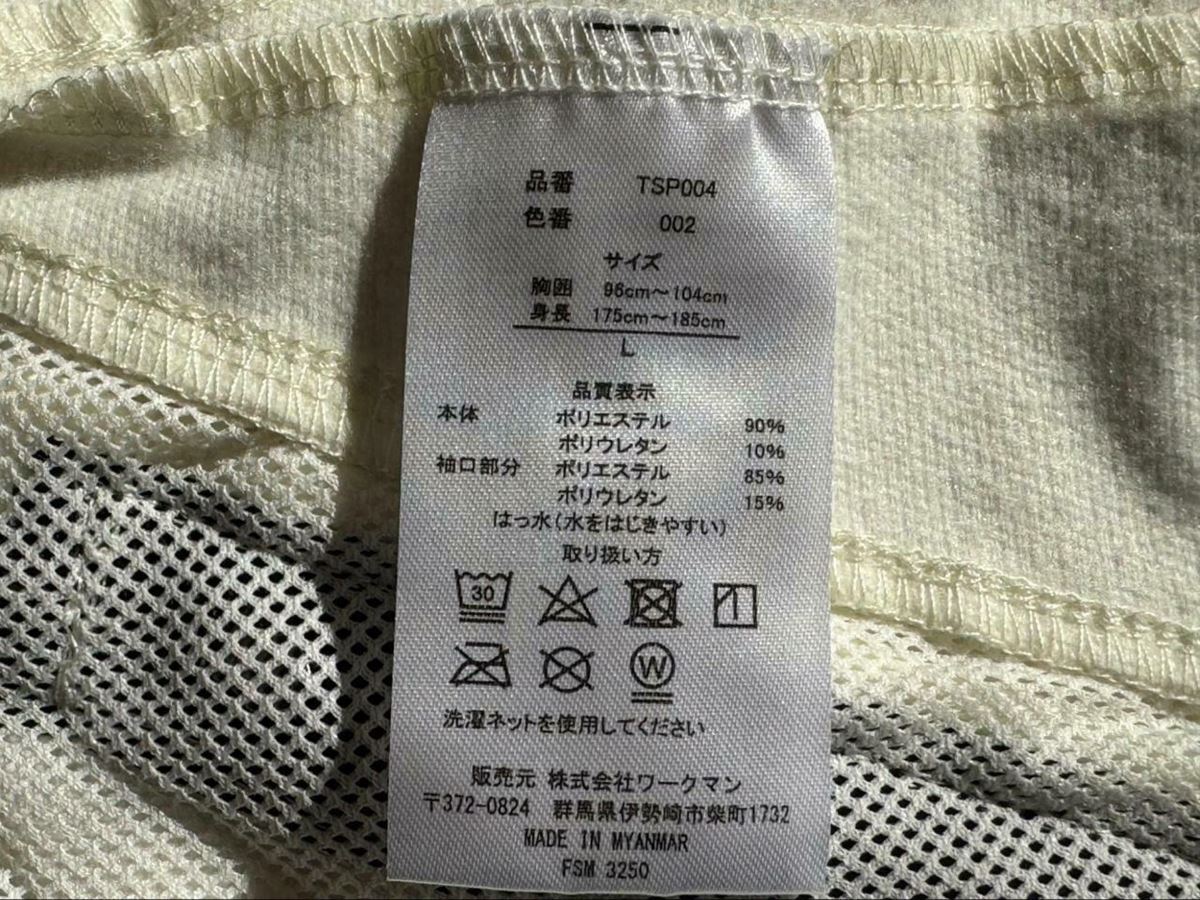 品番 TSP004
色番 002
サイズ
胸囲 96cm～104cm
身長 175cm～185cm
L
品質表示
本体 ポリエステル 90%
ポリウレタン 10%
袖口部分 ポリエステル 85%
ポリウレタン 15%
はっ水(水をはじきやすい)
取り扱い方
30
W
洗濯ネットを使用してください
販売元 株式会社ワークマン
〒372-0824 群馬県伊勢崎市柴町1732
MADE IN MYANMAR
FSM 3250